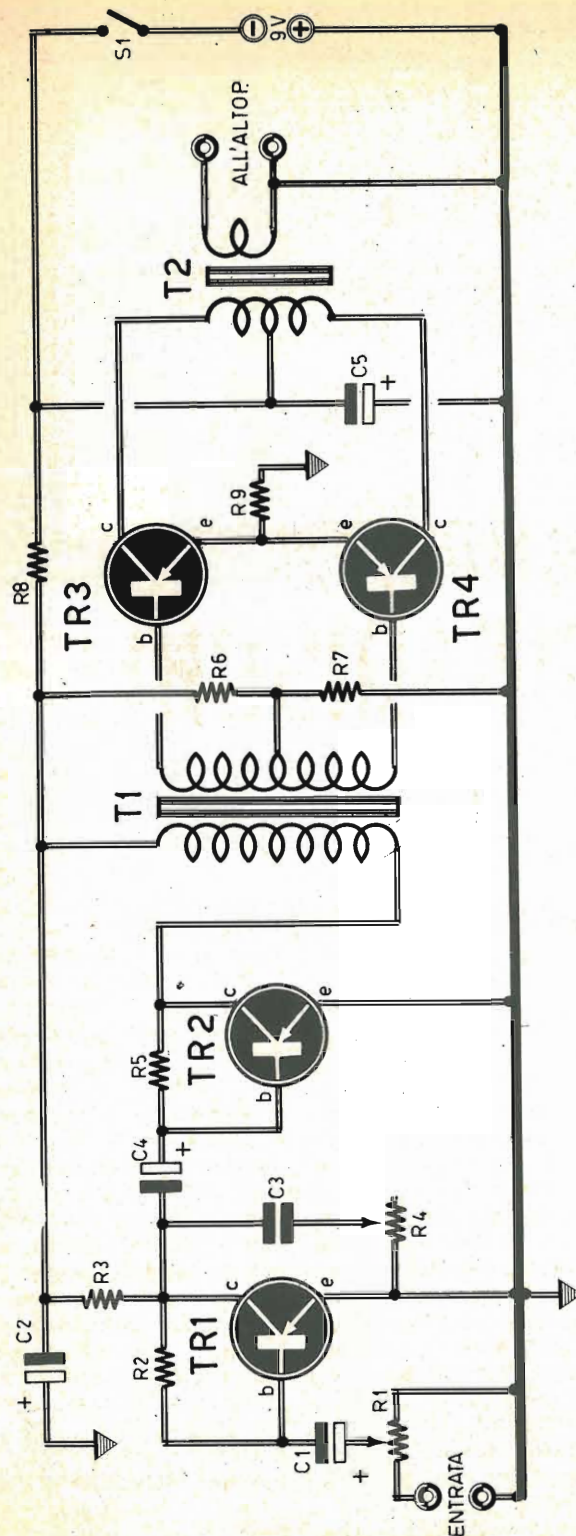 S1
−
9V
+
ALL'ALTOP.
T2
C5
+
R8
c
TR3
e
b
R9
e
TR4
c
b
R6
R7
T1
c
TR2
e
b
R5
C4
+
C3
R4
C2
+
R3
R2
c
TR1
e
b
C1
+
R1
ENTRATA